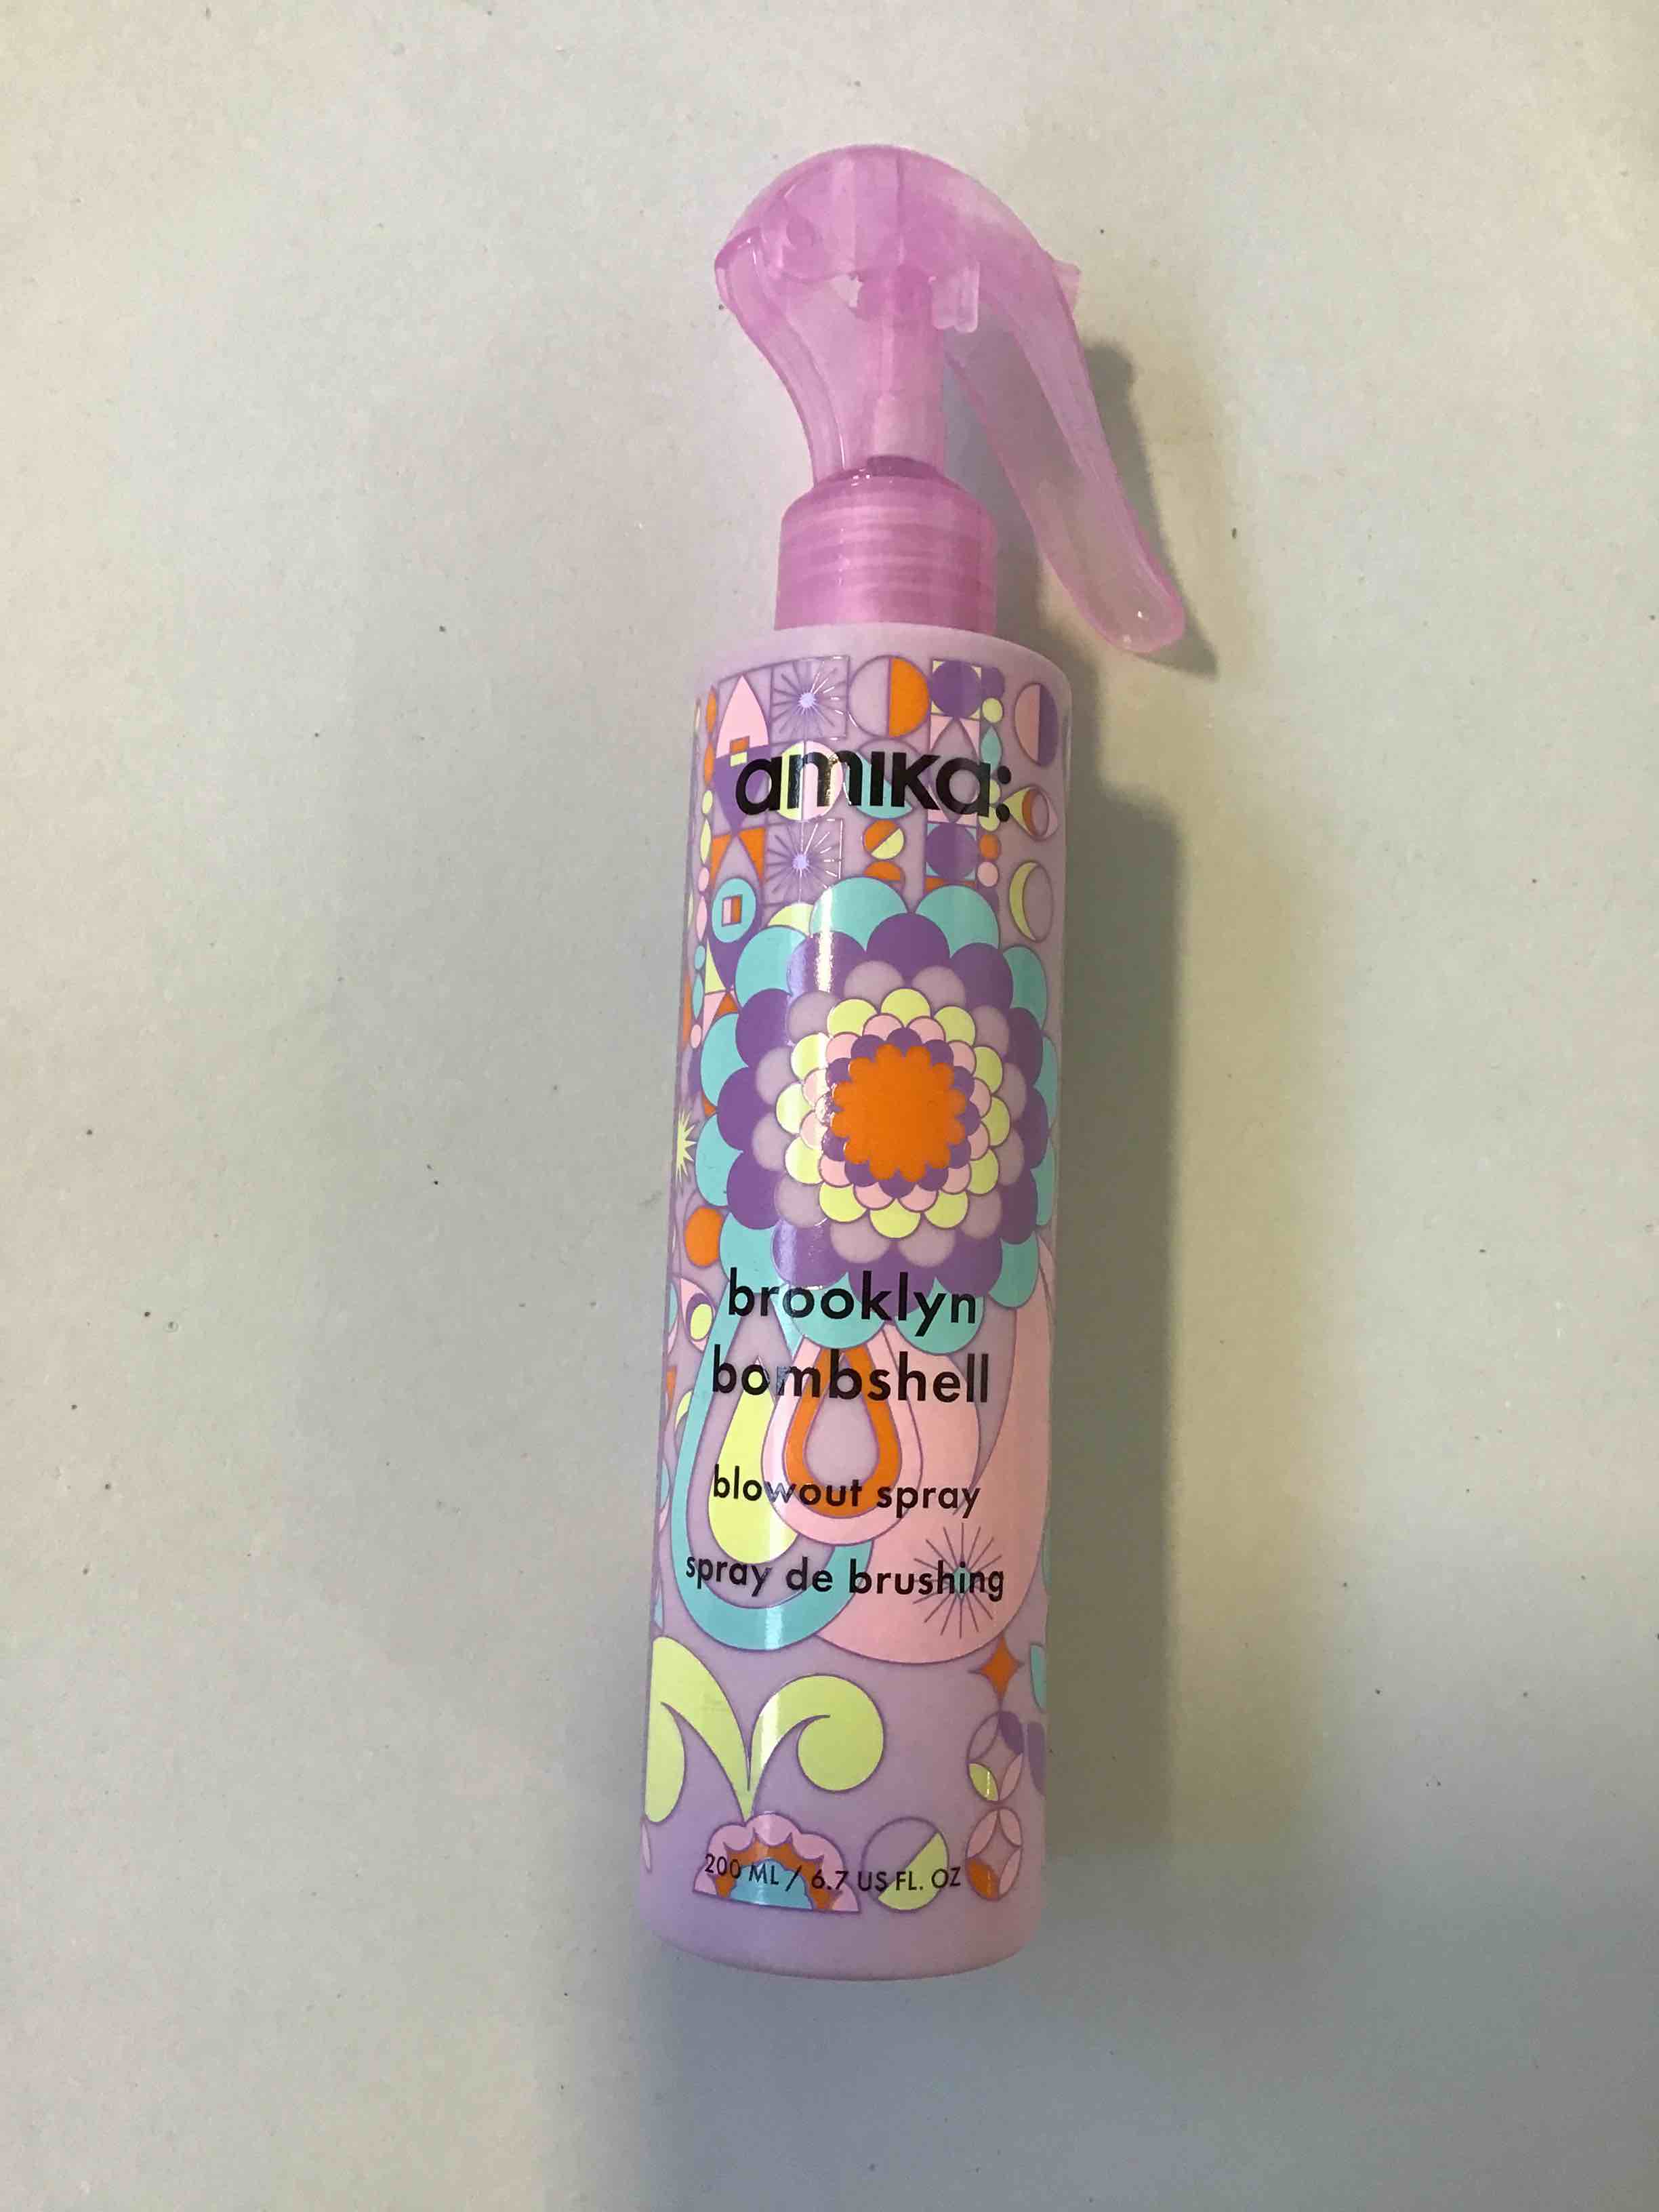 amika:
brooklyn
bombshell
blowout spray
spray de brushing
200 ML / 6.7 US FL. OZ